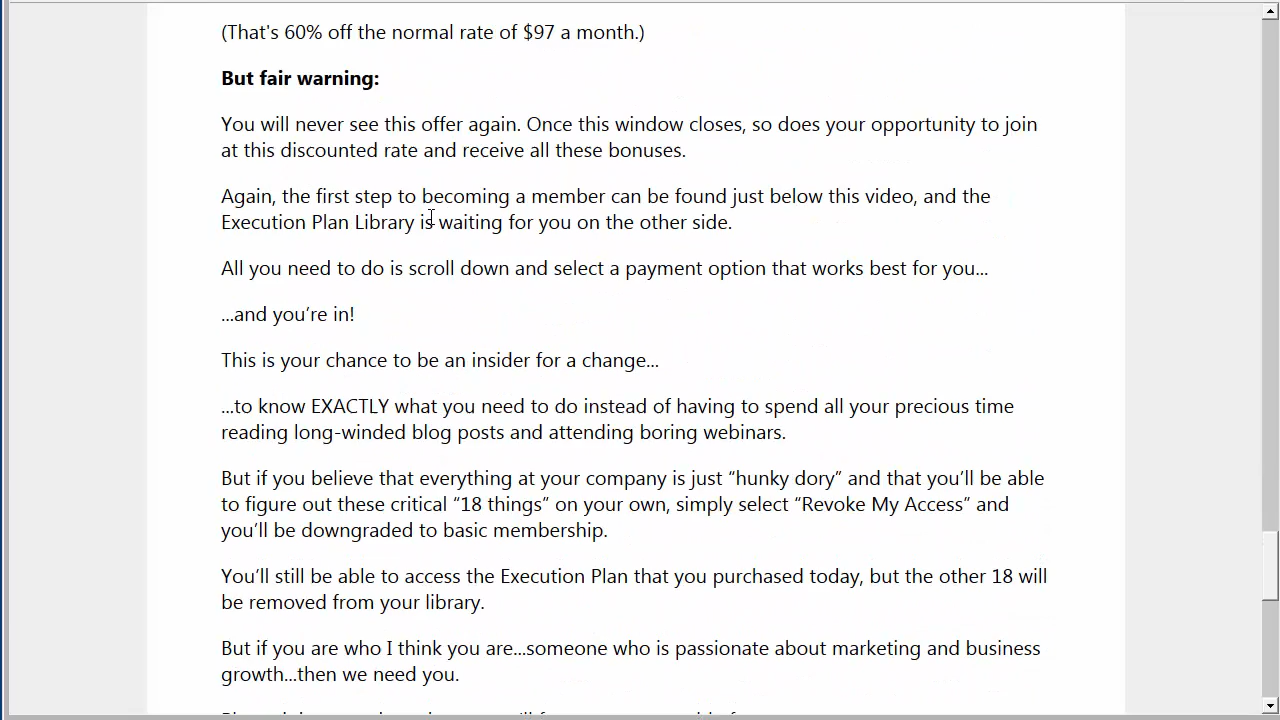 (That's 60% off the normal rate of $97 a month.)
But fair warning:
You will never see this offer again. Once this window closes, so does your opportunity to join
at this discounted rate and receive all these bonuses.
Again, the first step to becoming a member can be found just below this video, and the
Execution Plan Library is waiting for you on the other side.
All you need to do is scroll down and select a payment option that works best for you...
...and you’re in!
This is your chance to be an insider for a change...
...to know EXACTLY what you need to do instead of having to spend all your precious time
reading long-winded blog posts and attending boring webinars.
But if you believe that everything at your company is just “hunky dory” and that you’ll be able
to figure out these critical “18 things” on your own, simply select “Revoke My Access” and
you’ll be downgraded to basic membership.
You’ll still be able to access the Execution Plan that you purchased today, but the other 18 will
be removed from your library.
But if you are who I think you are...someone who is passionate about marketing and business
growth...then we need you.